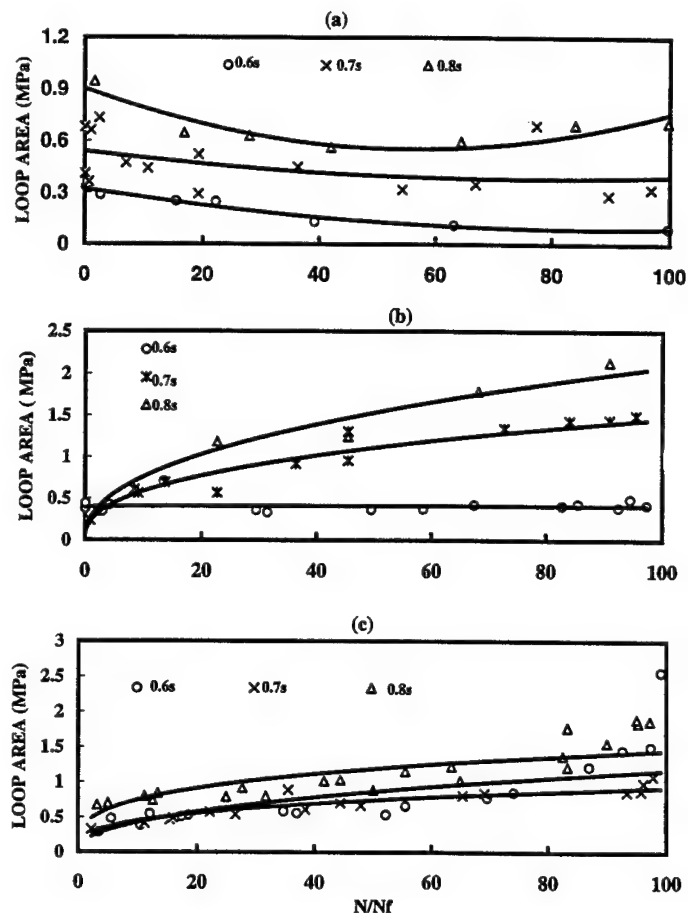 (a)
LOOP AREA (MPa)
1.2
0.9
0.6
0.3
0
0.6s 0.7s 0.8s
0 20 40 60 80 100
(b)
LOOP AREA ( MPa)
2.5
2
1.5
1
0.5
0
0.6s
0.7s
0.8s
0 20 40 60 80 100
(c)
LOOP AREA (MPa)
3
2.5
2
1.5
1
0.5
0
0.6s 0.7s 0.8s
0 20 40 60 80 100
N/Nf